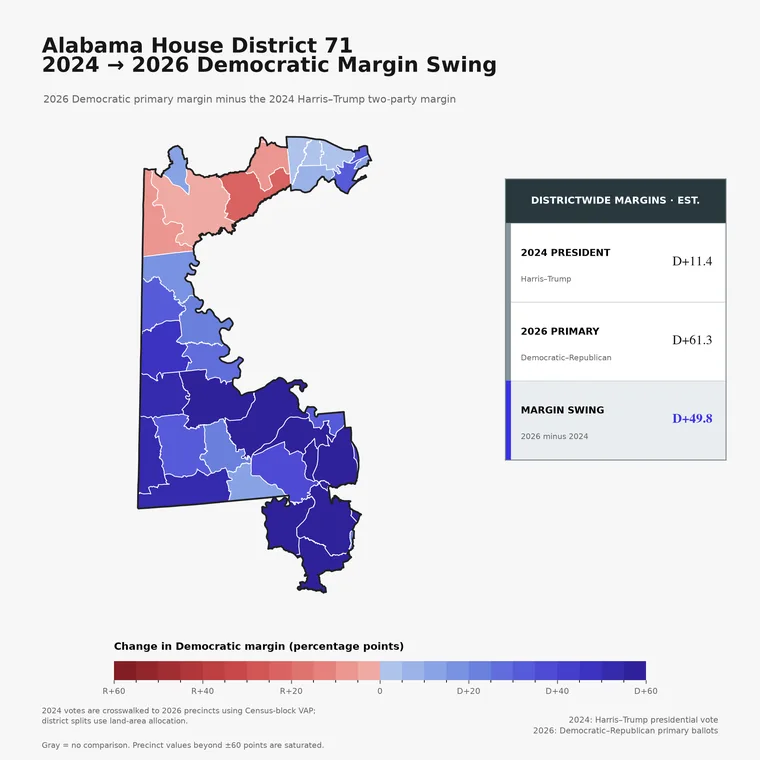 Alabama House District 71
2024 → 2026 Democratic Margin Swing
2026 Democratic primary margin minus the 2024 Harris–Trump two-party margin
DISTRICTWIDE MARGINS · EST.
2024 PRESIDENT
D+11.4
Harris–Trump
2026 PRIMARY
D+61.3
Democratic–Republican
MARGIN SWING
D+49.8
2026 minus 2024
Change in Democratic margin (percentage points)
R+60 R+40 R+20 0 D+20 D+40 D+60
2024 votes are crosswalked to 2026 precincts using Census-block VAP;
district splits use land-area allocation.
Gray = no comparison. Precinct values beyond ±60 points are saturated.
2024: Harris–Trump presidential vote
2026: Democratic–Republican primary ballots